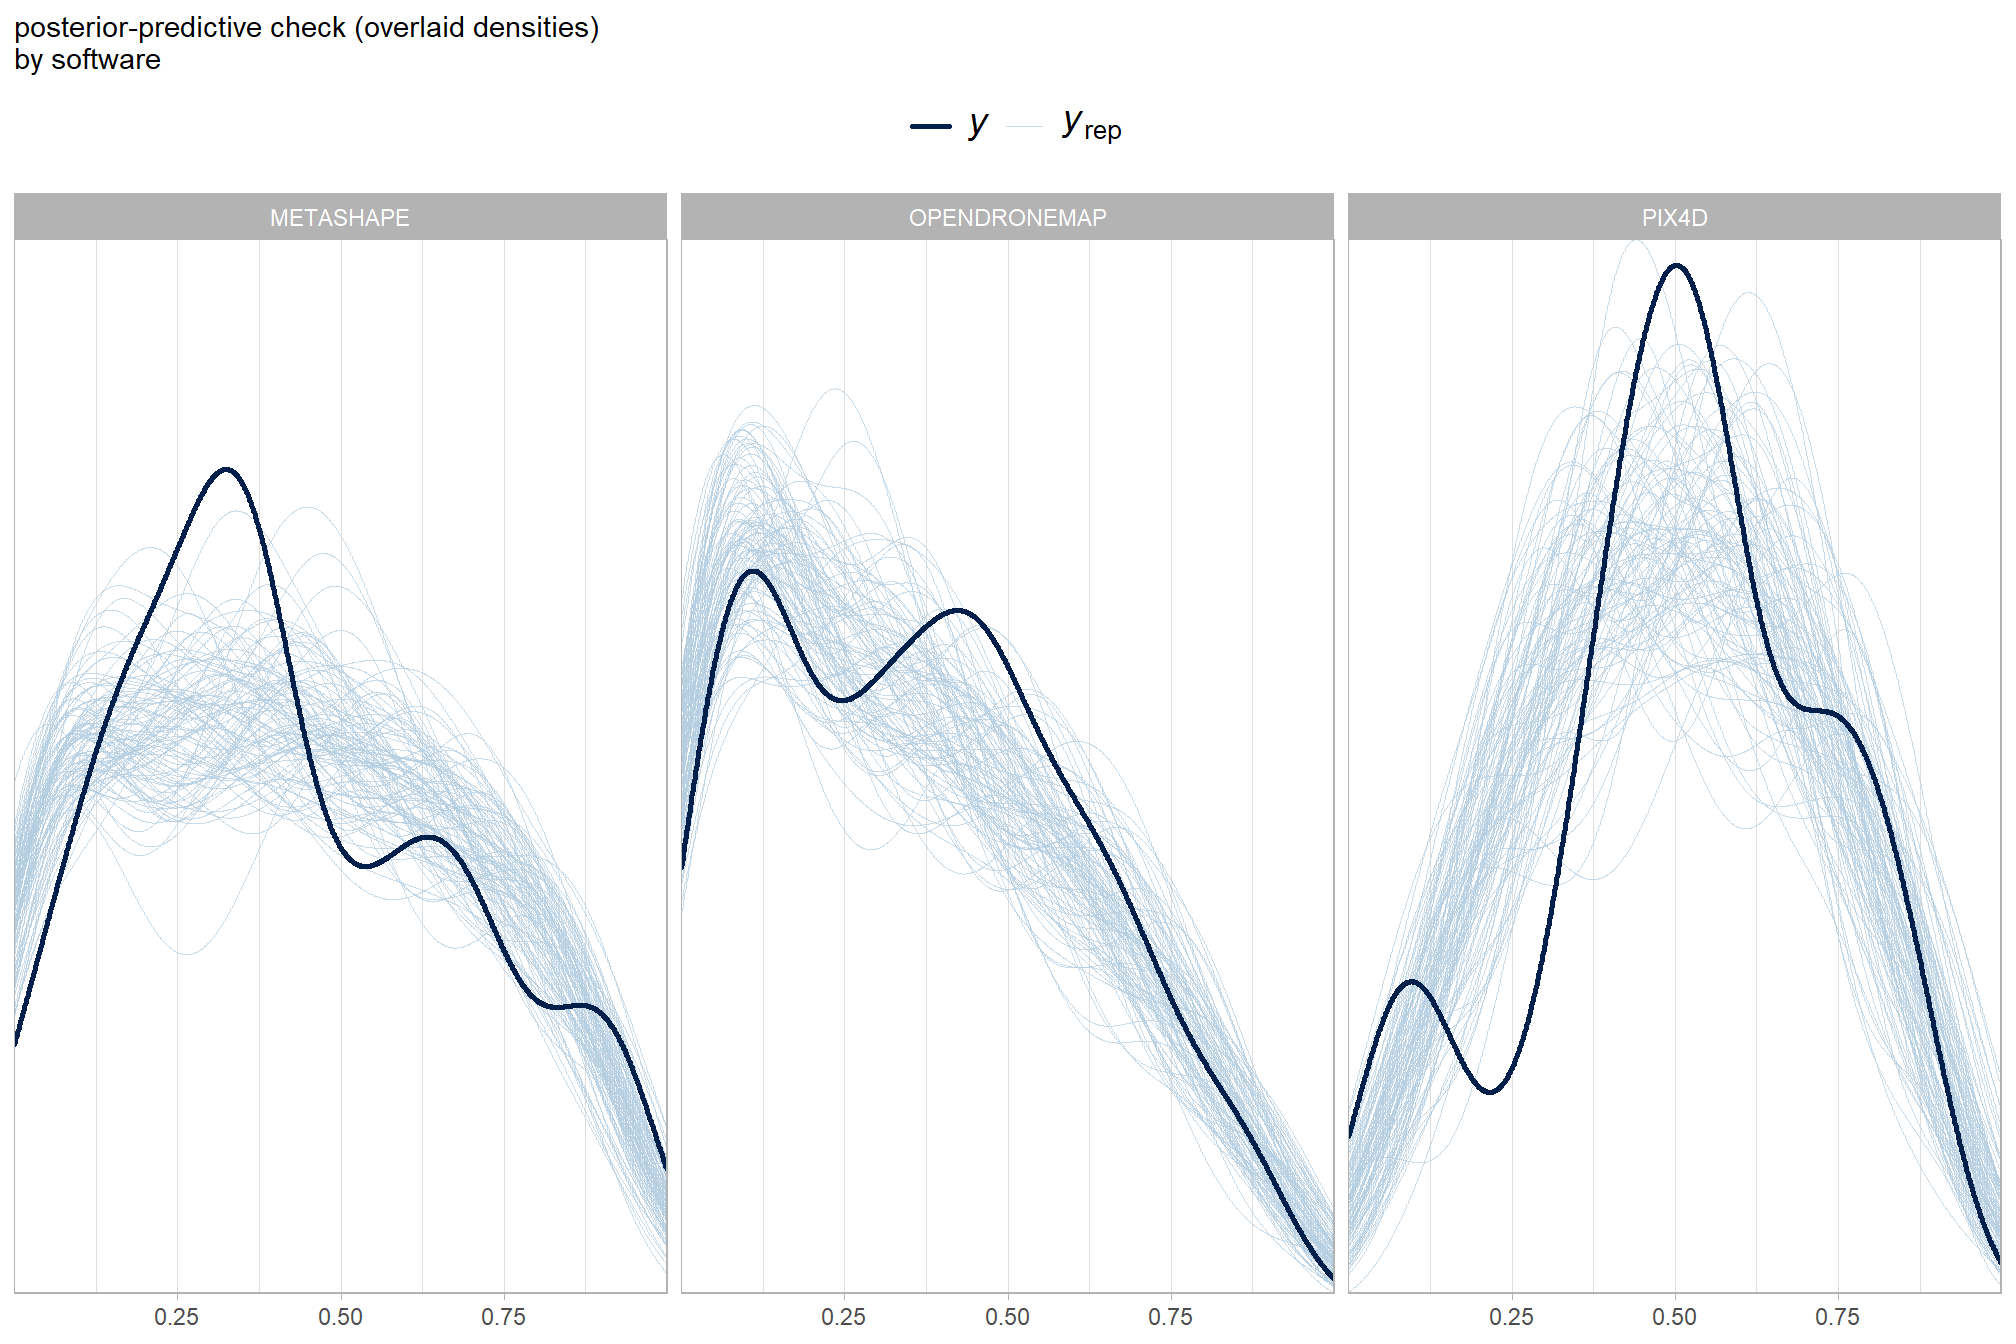 posterior-predictive check (overlaid densities)
by software
y y rep
METASHAPE OPENDRONEMAP PIX4D
0.25 0.50 0.75 0.25 0.50 0.75 0.25 0.50 0.75